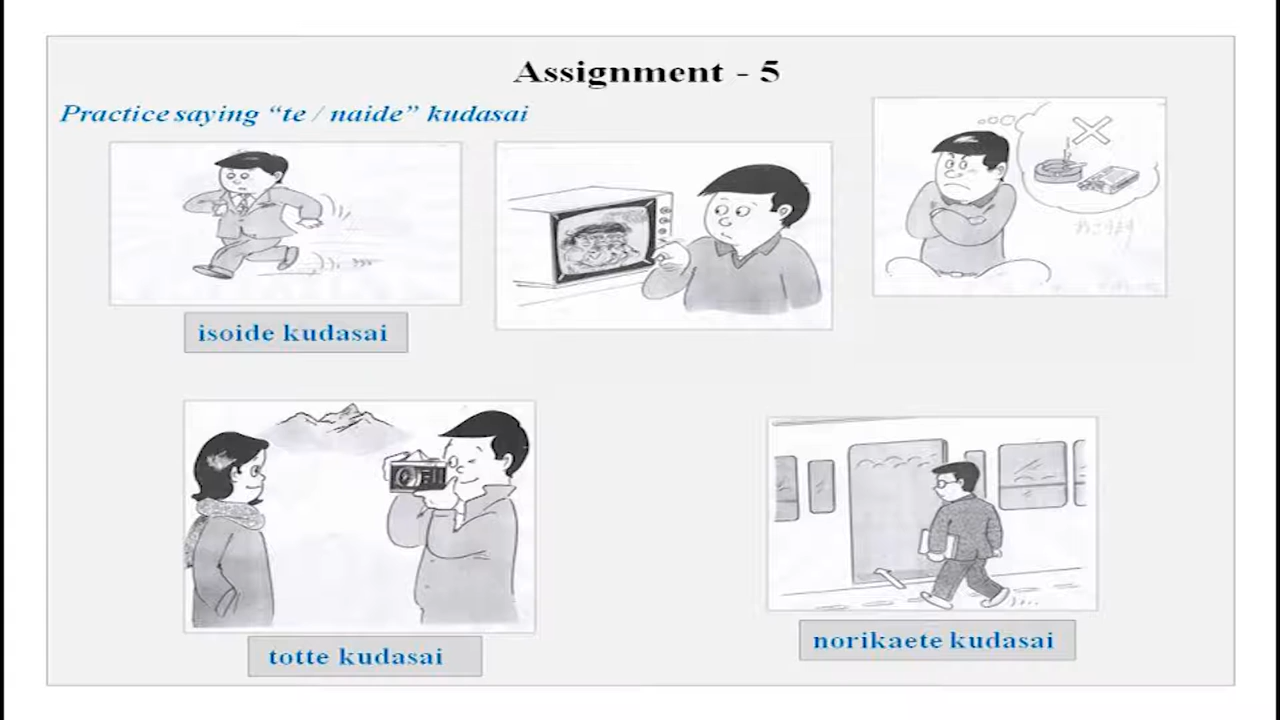 Assignment - 5
Practice saying “te / naide” kudasai
isoide kudasai
totte kudasai
norikaete kudasai